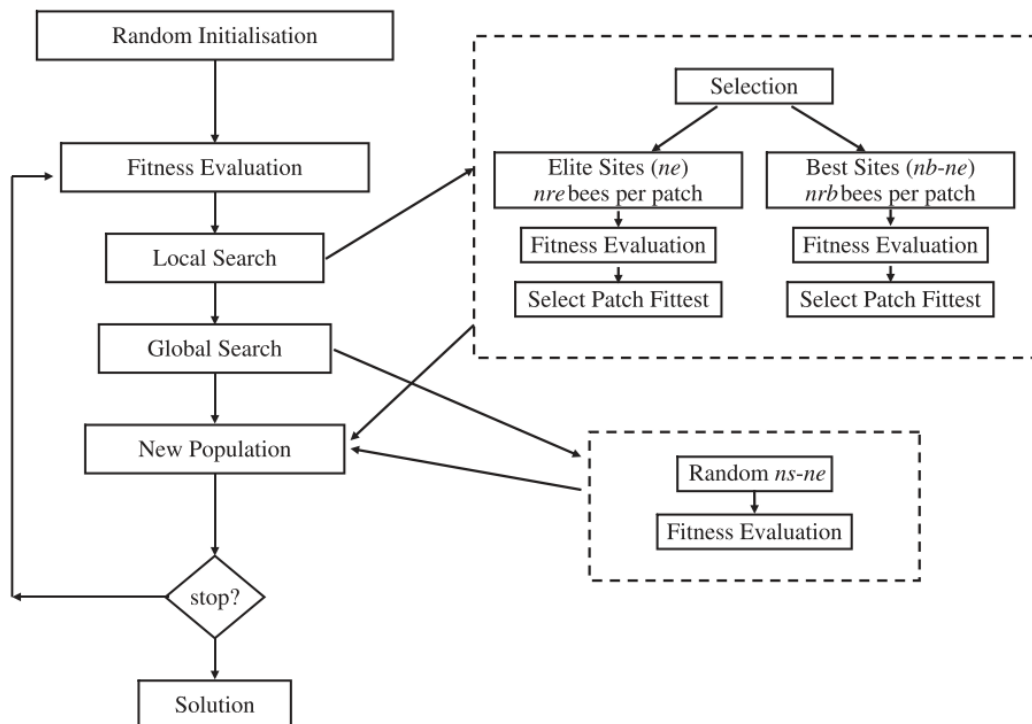 Random Initialisation
Fitness Evaluation
Local Search
Global Search
New Population
stop?
Solution
Selection
Elite Sites (ne)
nre bees per patch
Fitness Evaluation
Select Patch Fittest
Best Sites (nb-ne)
nrb bees per patch
Fitness Evaluation
Select Patch Fittest
Random ns-ne
Fitness Evaluation